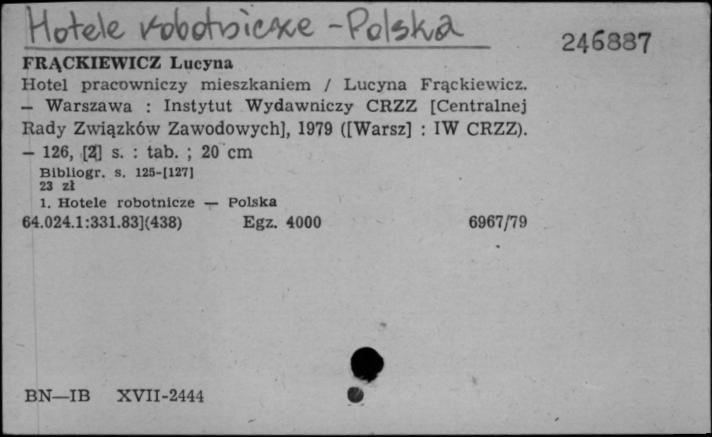 Hotele robotnicze - Polska
246887
FRĄCKIEWICZ Lucyna
Hotel pracowniczy mieszkaniem / Lucyna Frąckiewicz.
— Warszawa : Instytut Wydawniczy CRZZ [Centralnej
Rady Związków Zawodowych], 1979 ([Warsz] : IW CRZZ).
— 126, [2] s. : tab. ; 20 cm
Bibliogr. s. 125-[127]
23 zł
1. Hotele robotnicze — Polska
64.024.1:331.83](438) Egz. 4000 6967/79
BN—IB XVII-2444